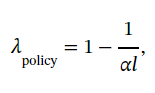 λ_policy = 1 − 1/(αl),